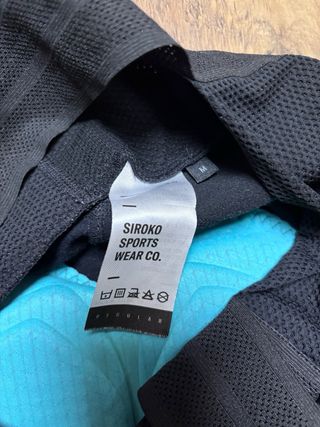 M
SIROKO
SPORTS
WEAR CO.
REGULAR